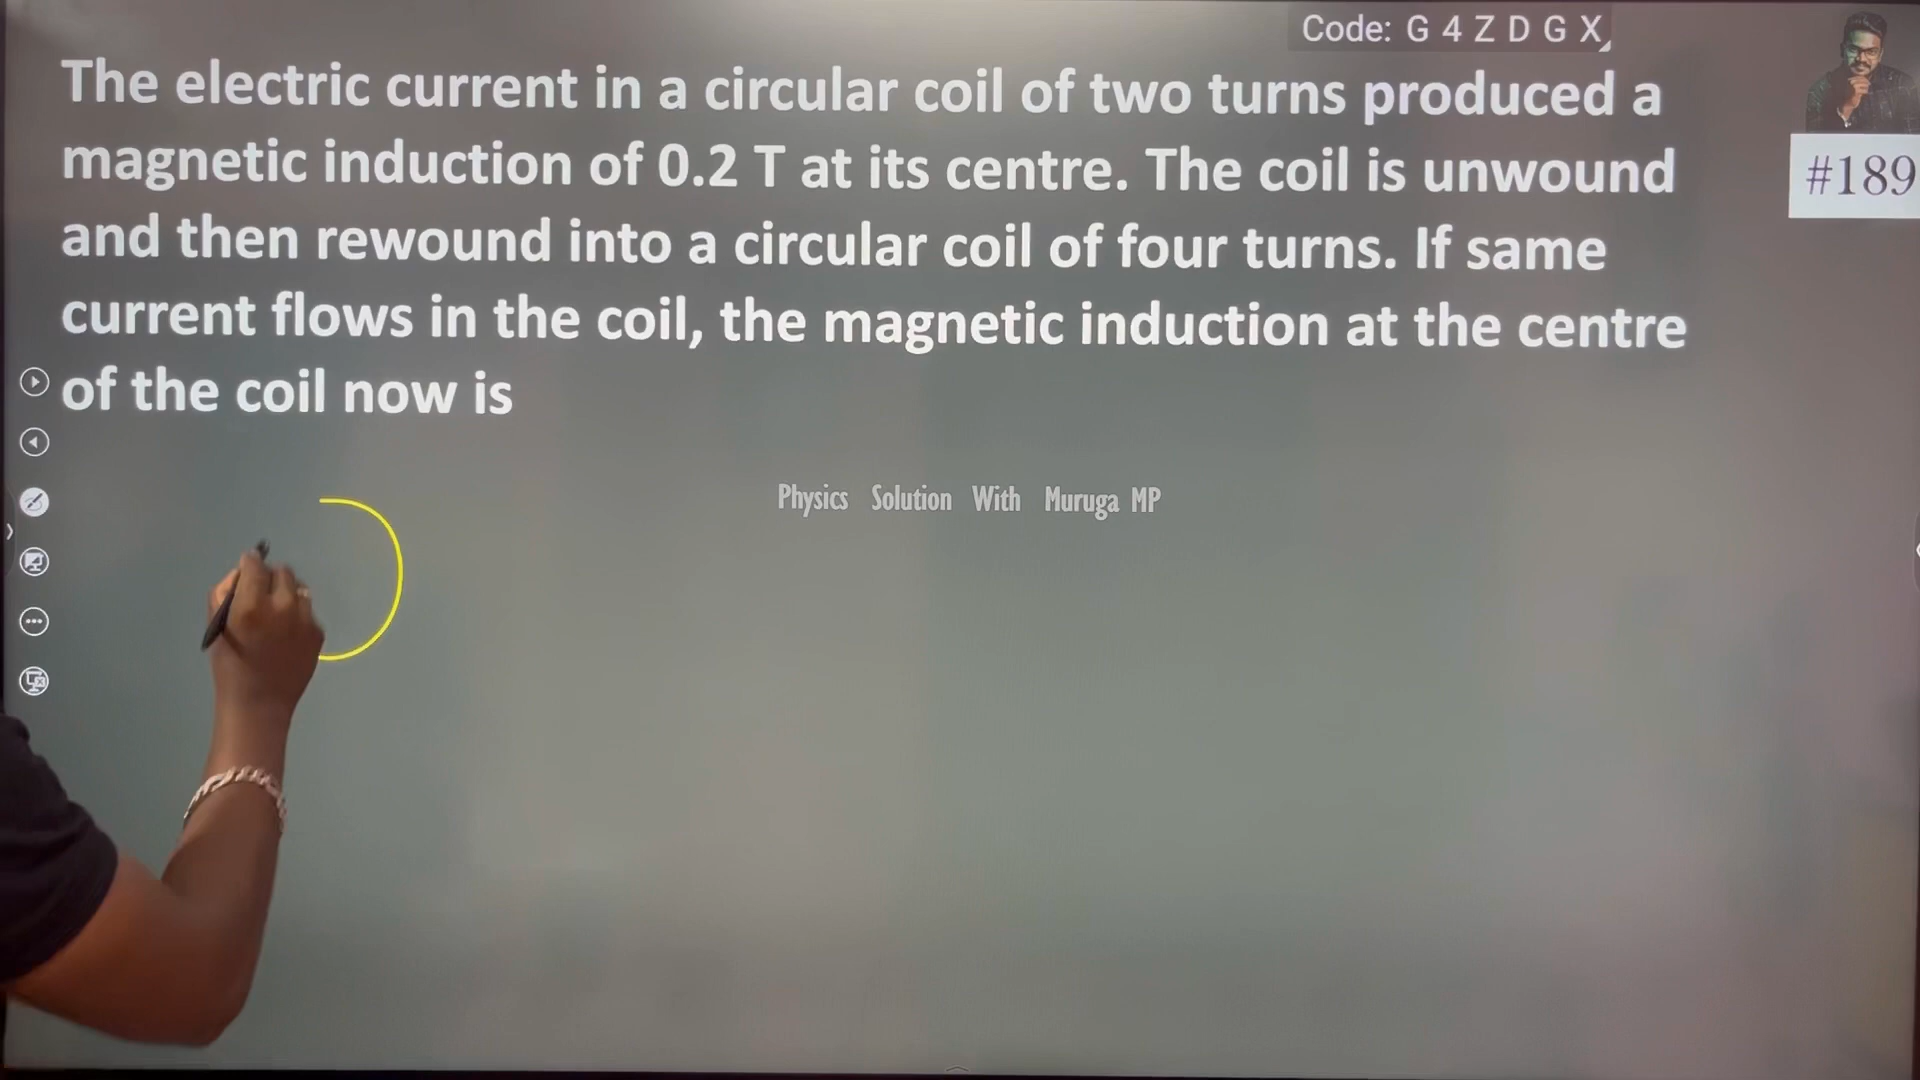 Code: G 4 Z D G X
The electric current in a circular coil of two turns produced a
magnetic induction of 0.2 T at its centre. The coil is unwound
#189
and then rewound into a circular coil of four turns. If same
current flows in the coil, the magnetic induction at the centre
of the coil now is
Physics Solution With Muruga MP